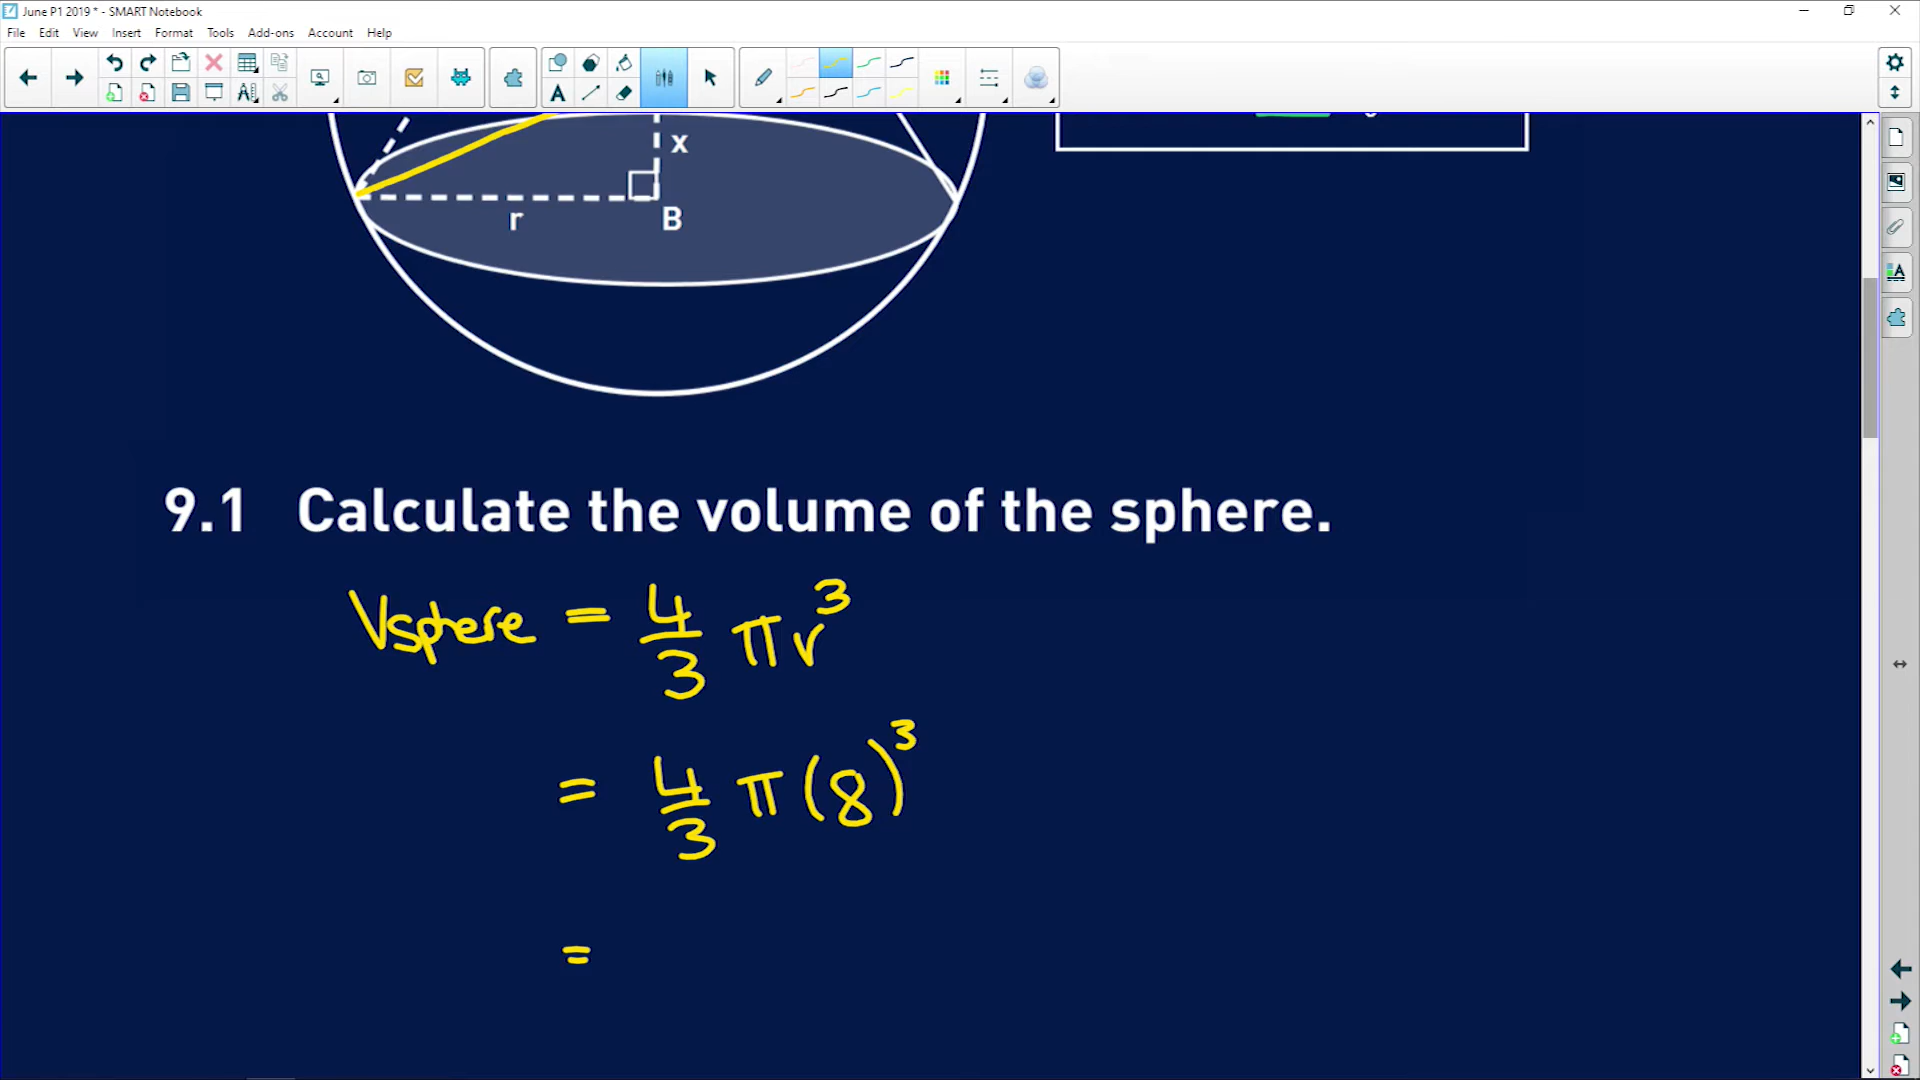 June P1 2019 * - SMART Notebook
File Edit View Insert Format Tools Add-ons Account Help
x
r
B
9.1 Calculate the volume of the sphere.
Vsphere = 4/3 πr³
= 4/3 π(8)³
=